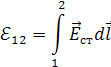 ℰ₁₂ = ∫₁² E⃗ст dl⃗